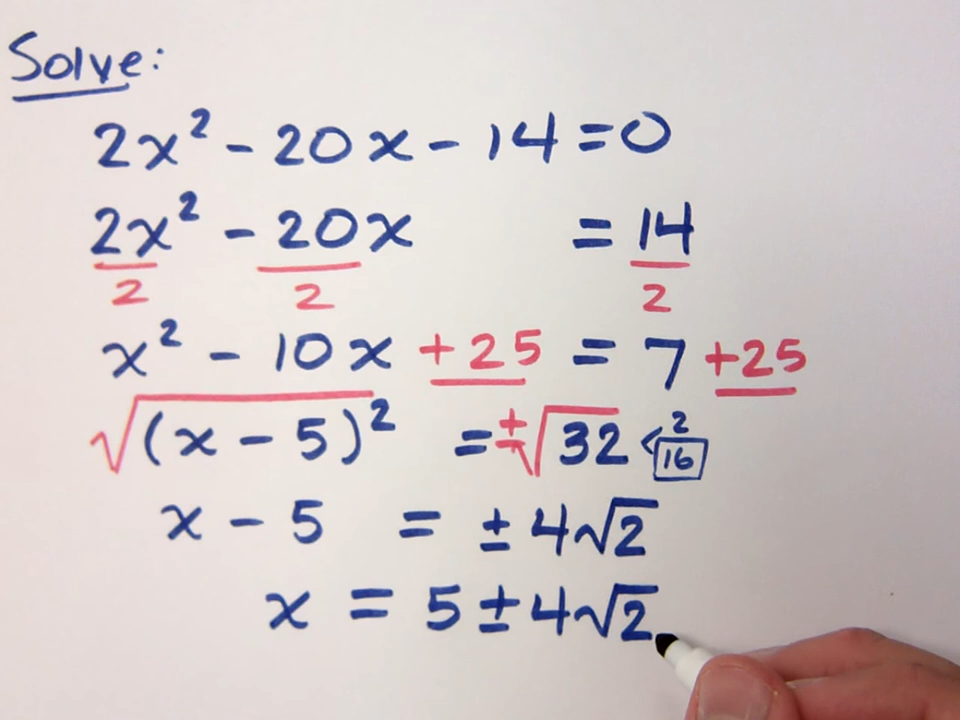 Solve:
2x² - 20x - 14 = 0
2x² - 20x = 14
2 2 2
x² - 10x + 25 = 7 + 25
√(x - 5)² = ±√32 < 2 16
x - 5 = ± 4√2
x = 5 ± 4√2